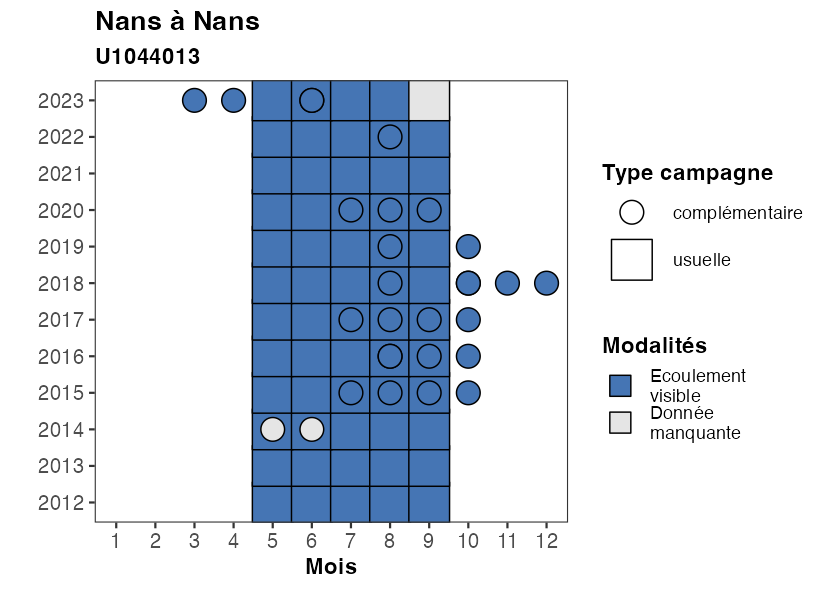 Nans à Nans
U1044013
2023
2022
2021
2020
2019
2018
2017
2016
2015
2014
2013
2012
1 2 3 4 5 6 7 8 9 10 11 12
Mois
Type campagne
complémentaire
usuelle
Modalités
Ecoulement
visible
Donnée
manquante